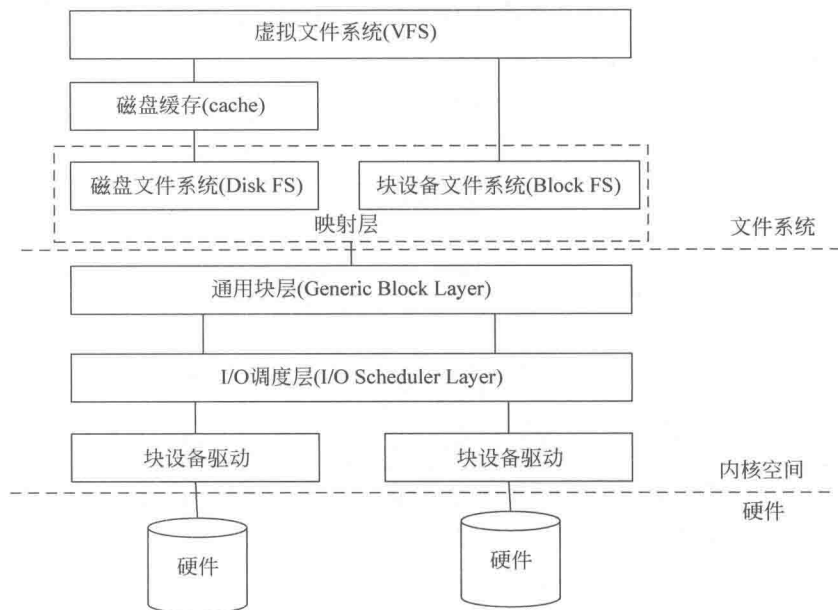 虚拟文件系统(VFS)
磁盘缓存(cache)
磁盘文件系统(Disk FS)
块设备文件系统(Block FS)
映射层
文件系统
通用块层(Generic Block Layer)
I/O调度层(I/O Scheduler Layer)
块设备驱动
块设备驱动
内核空间
硬件
硬件
硬件